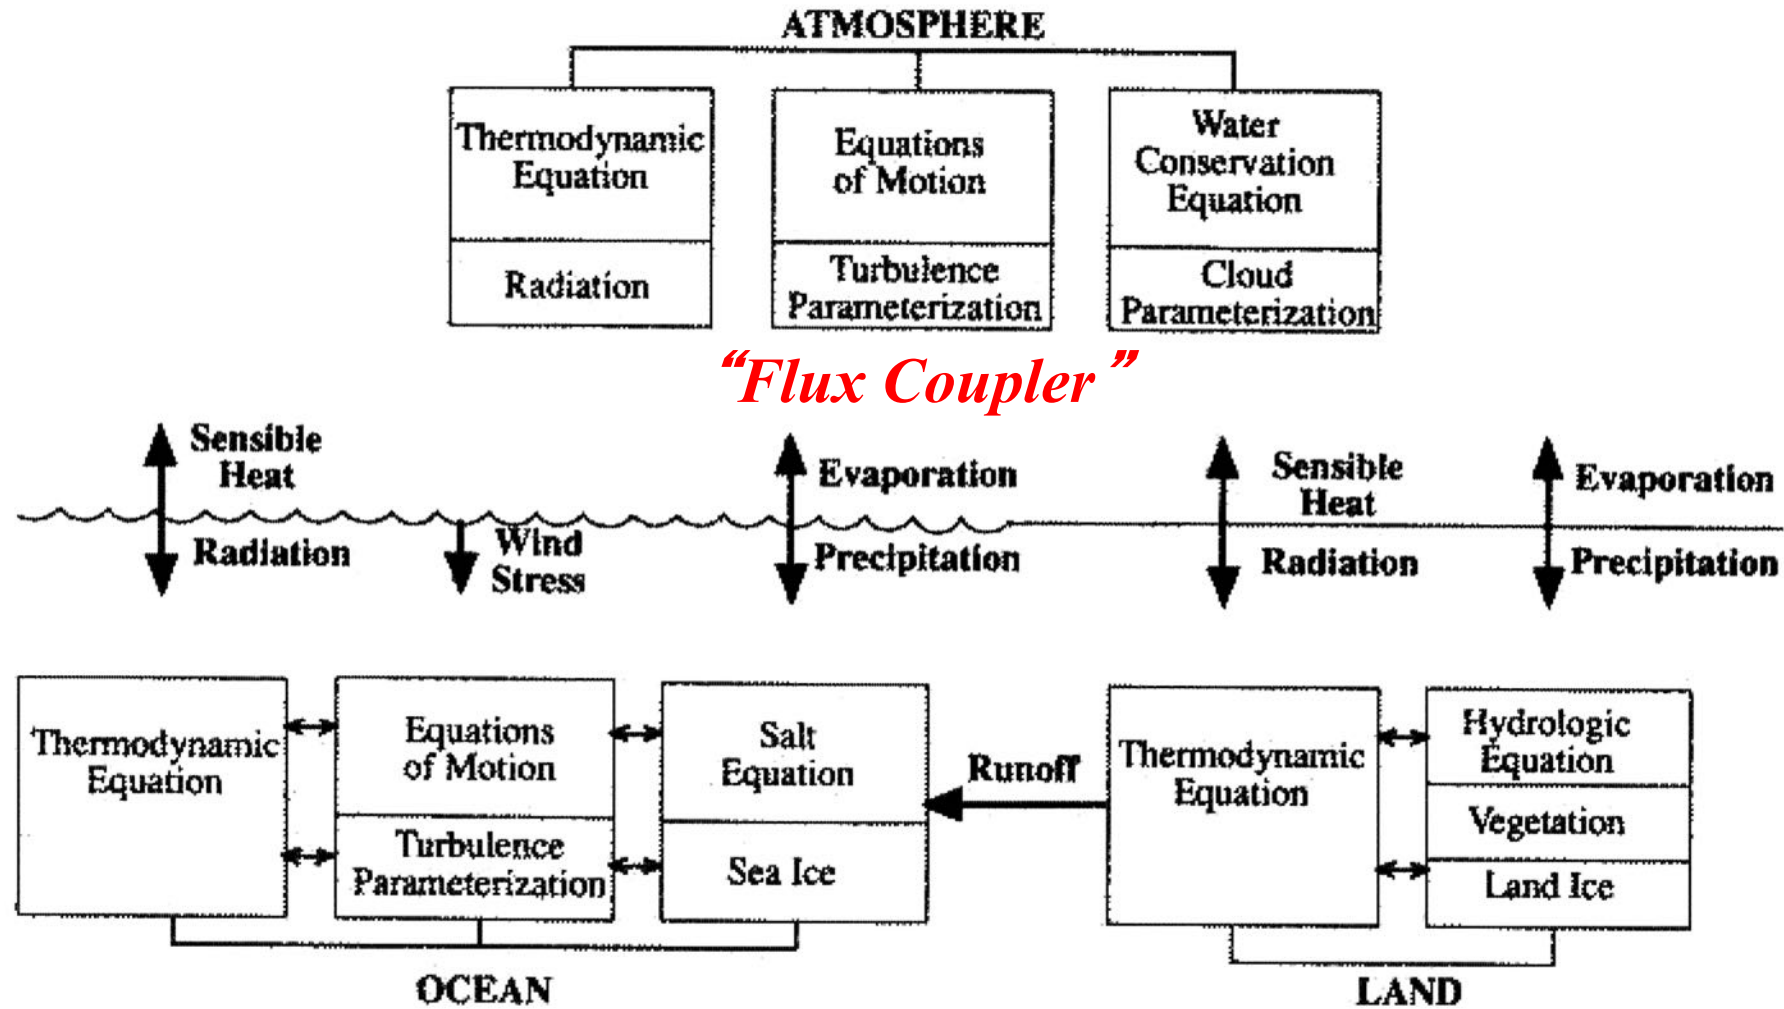 ATMOSPHERE
Thermodynamic
Equation
Radiation
Equations
of Motion
Turbulence
Parameterization
Water
Conservation
Equation
Cloud
Parameterization
“Flux Coupler”
Sensible
Heat
Radiation
Wind
Stress
Evaporation
Precipitation
Sensible
Heat
Radiation
Evaporation
Precipitation
Thermodynamic
Equation
Equations
of Motion
Turbulence
Parameterization
Salt
Equation
Sea Ice
Runoff
Thermodynamic
Equation
Hydrologic
Equation
Vegetation
Land Ice
OCEAN
LAND